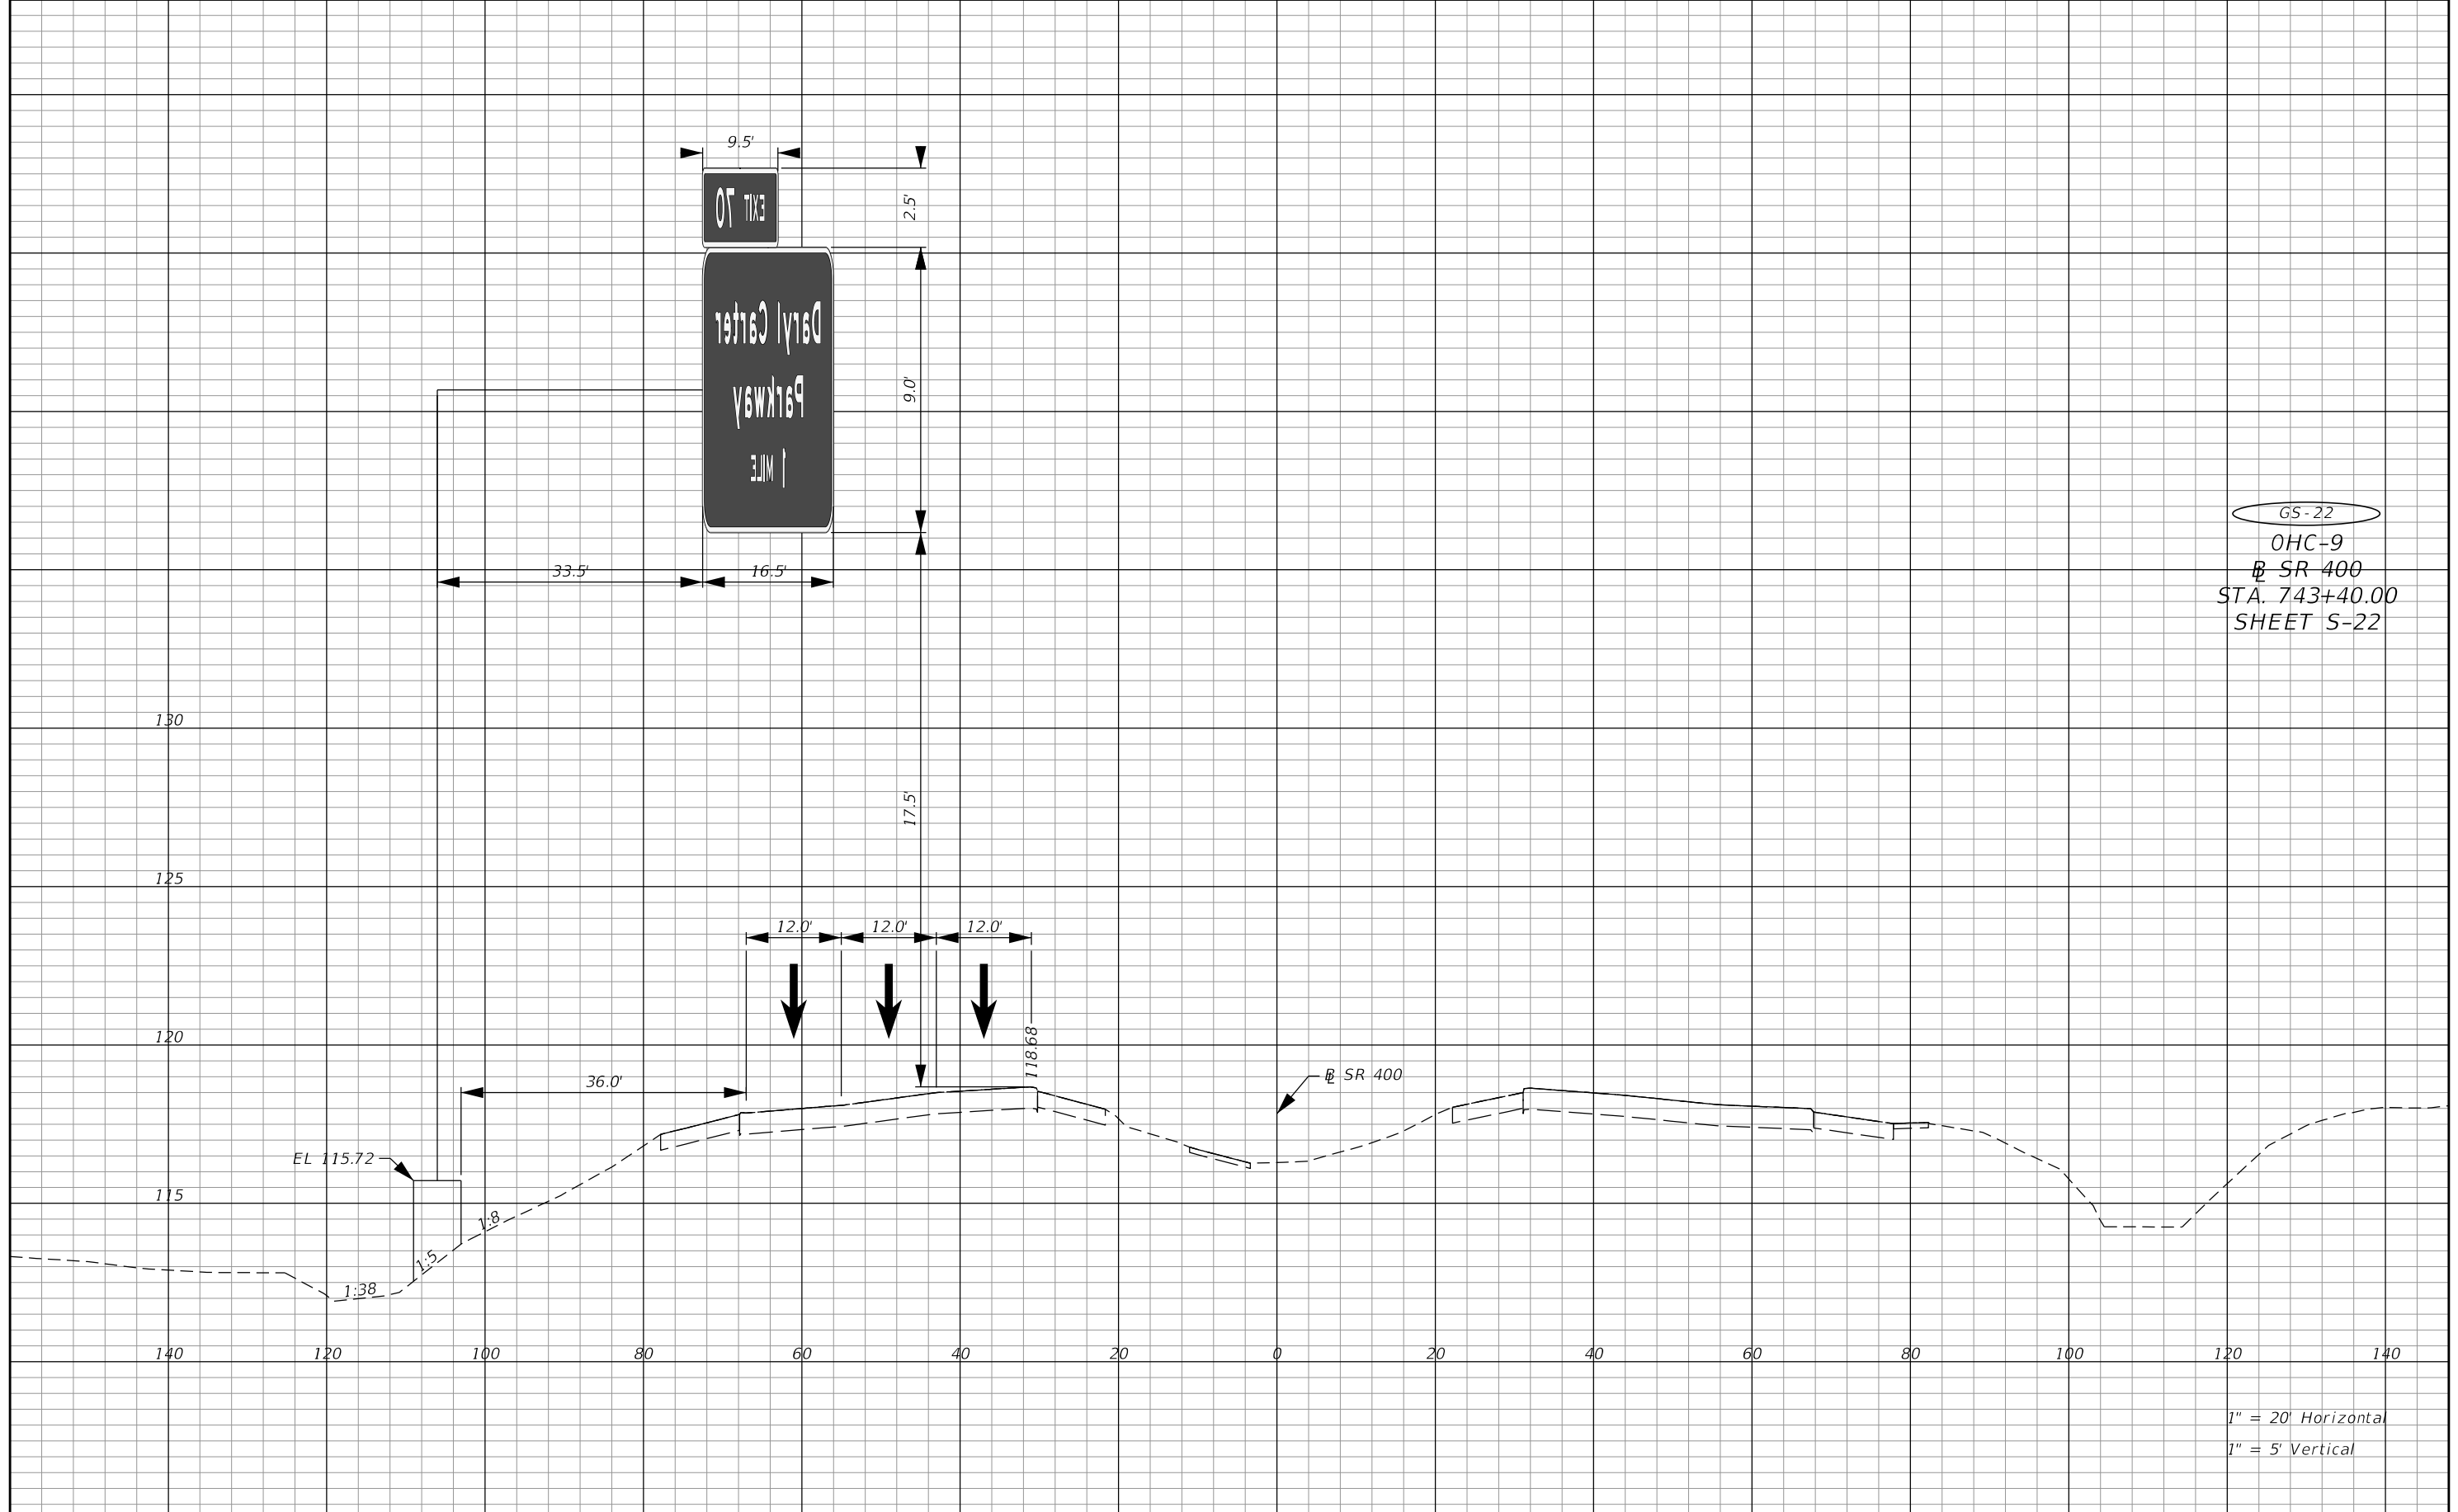 9.5'
2.5'
EXIT 70
Daryl Carter
Parkway
1 MILE
9.0'
33.5'
16.5'
GS-22
OHC-9
BL SR 400
STA. 743+40.00
SHEET S-22
130
17.5'
125
12.0' 12.0' 12.0'
120
118.68
36.0'
BL SR 400
EL 115.72
115
1:8
1:5
1:38
140 120 100 80 60 40 20 0 20 40 60 80 100 120 140
1" = 20' Horizontal
1" = 5' Vertical